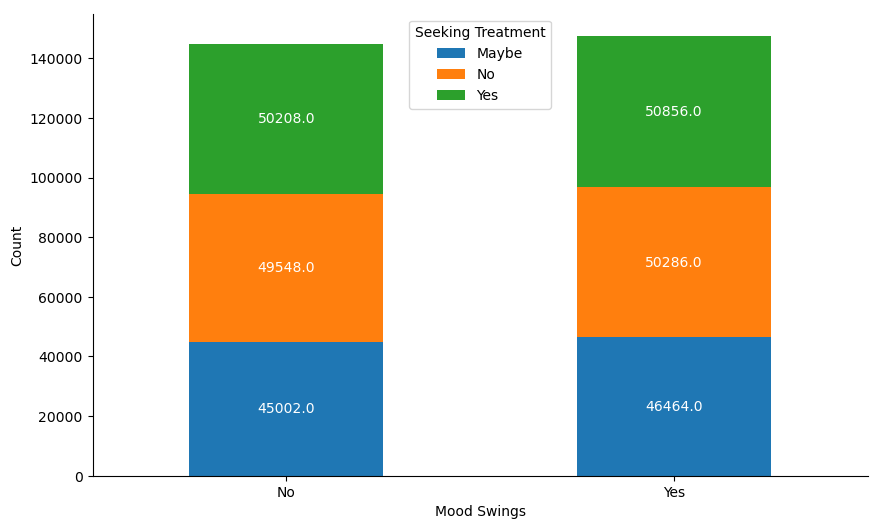 Seeking Treatment
Maybe
No
Yes
140000
120000
100000
80000
60000
40000
20000
0
Count
50208.0
50856.0
49548.0
50286.0
45002.0
46464.0
No
Yes
Mood Swings